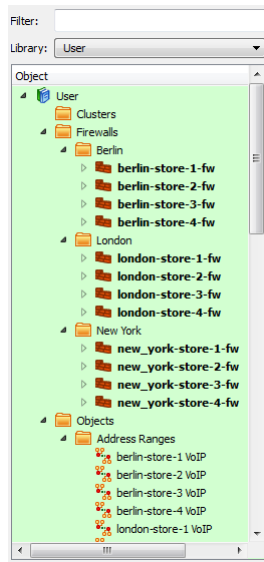 Filter:
Library: User
Object
User
Clusters
Firewalls
Berlin
berlin-store-1-fw
berlin-store-2-fw
berlin-store-3-fw
berlin-store-4-fw
London
london-store-1-fw
london-store-2-fw
london-store-3-fw
london-store-4-fw
New York
new_york-store-1-fw
new_york-store-2-fw
new_york-store-3-fw
new_york-store-4-fw
Objects
Address Ranges
berlin-store-1 VoIP
berlin-store-2 VoIP
berlin-store-3 VoIP
berlin-store-4 VoIP
london-store-1 VoIP